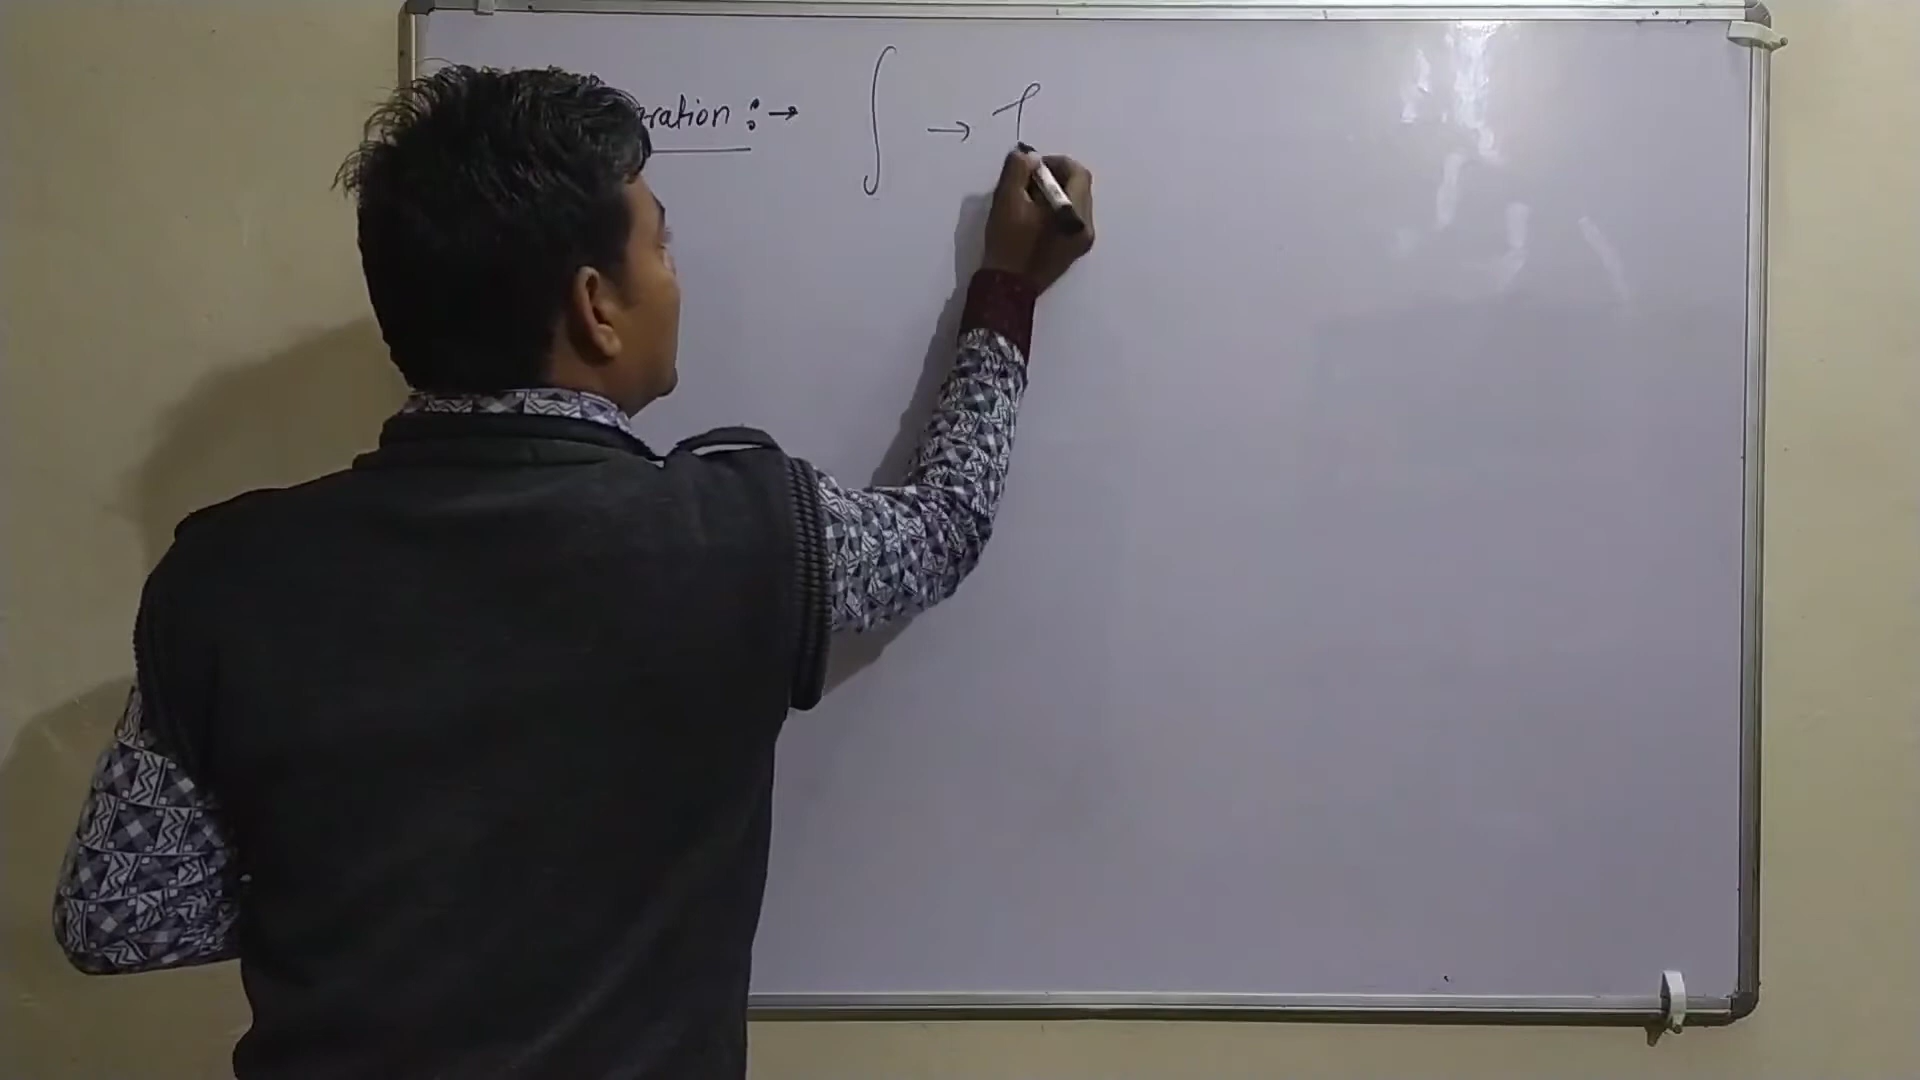 ration :→ ∫ →